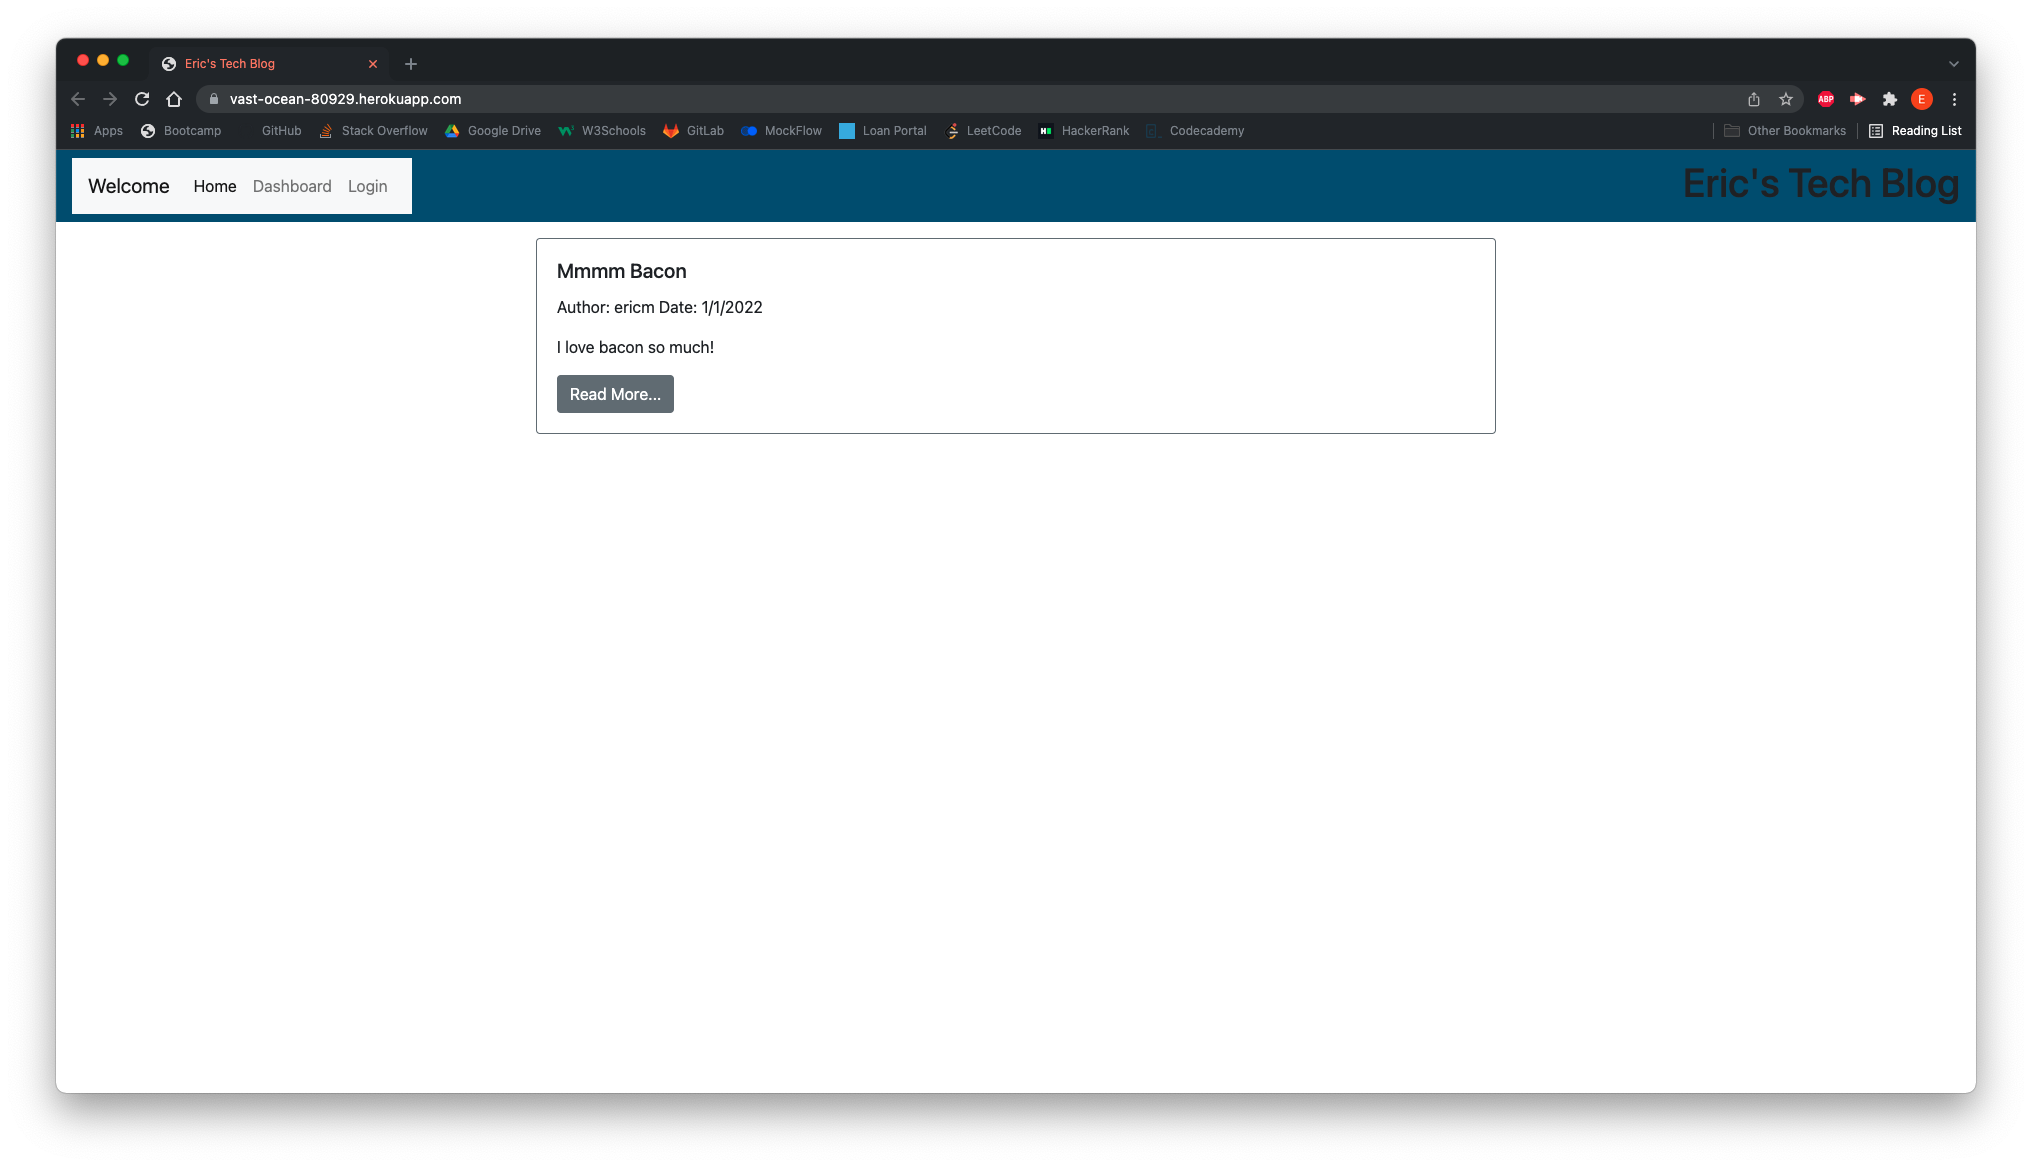 Eric's Tech Blog
vast-ocean-80929.herokuapp.com
ABP
E
Apps Bootcamp GitHub Stack Overflow Google Drive W3Schools GitLab MockFlow Loan Portal LeetCode HackerRank Codecademy Other Bookmarks Reading List
Welcome Home Dashboard Login Eric's Tech Blog
Mmmm Bacon
Author: ericm Date: 1/1/2022
I love bacon so much!
Read More...